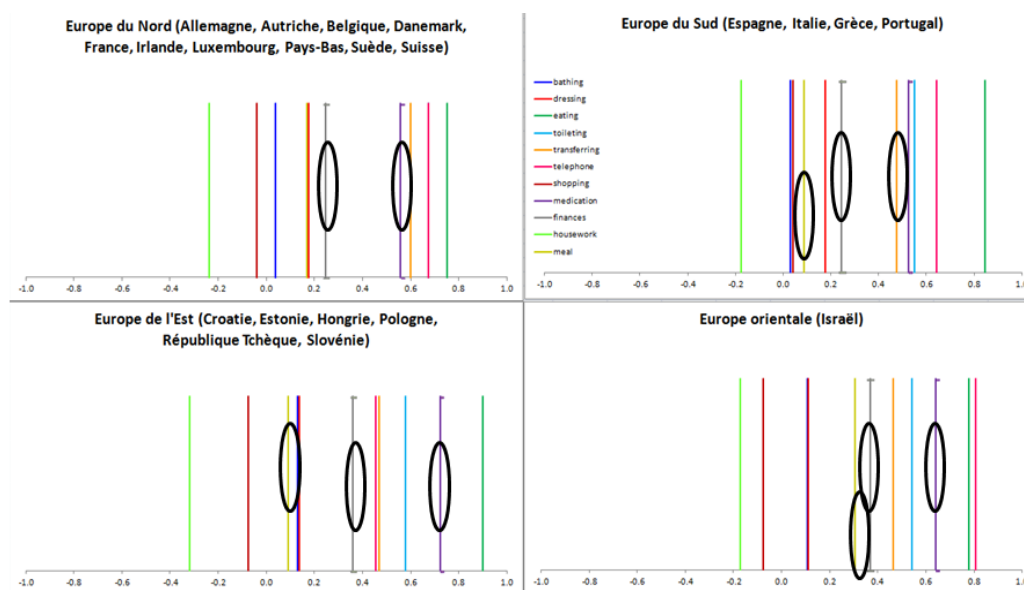 Europe du Nord (Allemagne, Autriche, Belgique, Danemark,
France, Irlande, Luxembourg, Pays-Bas, Suède, Suisse)
-1.0 -0.8 -0.6 -0.4 -0.2 0.0 0.2 0.4 0.6 0.8 1.0
Europe du Sud (Espagne, Italie, Grèce, Portugal)
bathing
dressing
eating
toileting
transferring
telephone
shopping
medication
finances
housework
meal
-1.0 -0.8 -0.6 -0.4 -0.2 0.0 0.2 0.4 0.6 0.8 1.0
Europe de l'Est (Croatie, Estonie, Hongrie, Pologne,
République Tchèque, Slovénie)
-1.0 -0.8 -0.6 -0.4 -0.2 0.0 0.2 0.4 0.6 0.8 1.0
Europe orientale (Israël)
-1.0 -0.8 -0.6 -0.4 -0.2 0.0 0.2 0.4 0.6 0.8 1.0